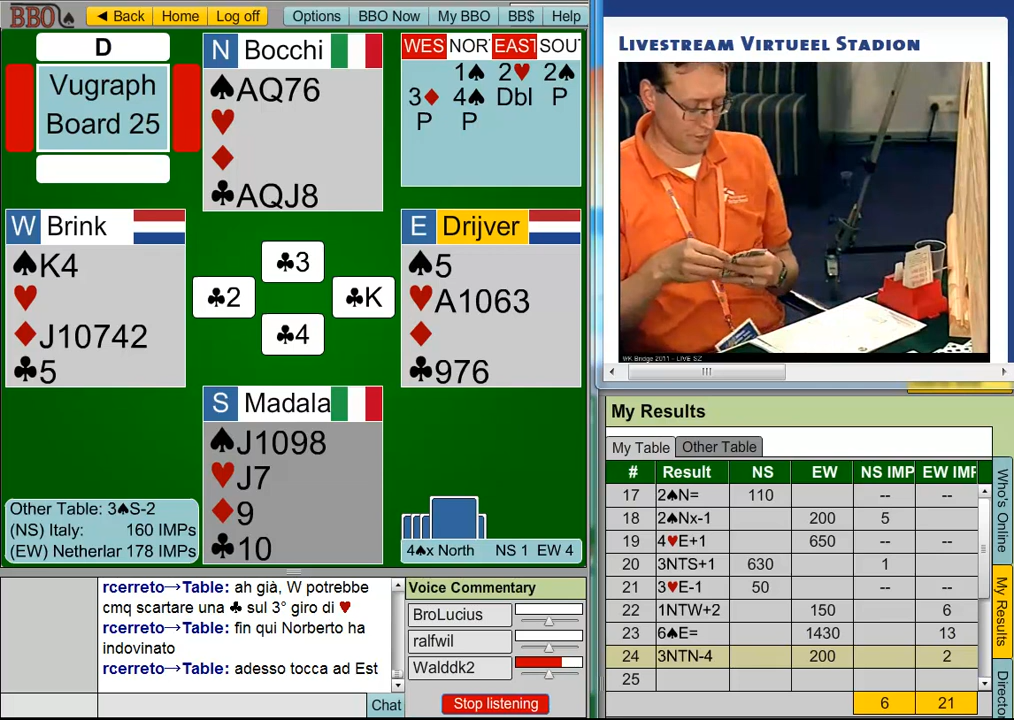 BBO
◄ Back
Home
Log off
Options
BBO Now
My BBO
BB$
Help
D
Vugraph
Board 25
N Bocchi
♠AQ76
♥
♦
♣AQJ8
WES NOR EAST SOUT
1♠ 2♥ 2♠
3♦ 4♠ Dbl P
P P
W Brink
♠K4
♥
♦J10742
♣5
♣3
♣2
♣K
♣4
E Drijver
♠5
♥A1063
♦
♣976
S Madala
♠J1098
♥J7
♦9
♣10
Other Table: 3♠S-2
(NS) Italy: 160 IMPs
(EW) Netherlar 178 IMPs
4♠x North NS 1 EW 4
rcerreto→Table: ah già, W potrebbe
cmq scartare una ♣ sul 3° giro di ♥
rcerreto→Table: fin qui Norberto ha
indovinato
rcerreto→Table: adesso tocca ad Est
Chat
Voice Commentary
BroLucius
ralfwil
Walddk2
Stop listening
Livestream Virtueel Stadion
WK Bridge 2011 - LIVE SZ
My Results
My Table
Other Table
# Result NS EW NS IMP EW IMF
17 2♠N= 110 -- --
18 2♠Nx-1 200 5
19 4♥E+1 650 -- --
20 3NTS+1 630 1
21 3♥E-1 50 -- --
22 1NTW+2 150 6
23 6♠E= 1430 13
24 3NTN-4 200 2
25
6 21
Who's Online
My Results
Director